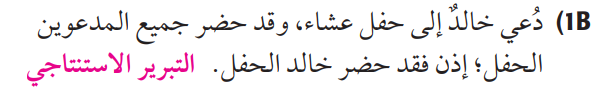 (1B دُعي خالدٌ إلى حفل عشاء، وقد حضر جميع المدعوين
الحفل؛ إذن فقد حضر خالد الحفل. التبرير الاستنتاجي